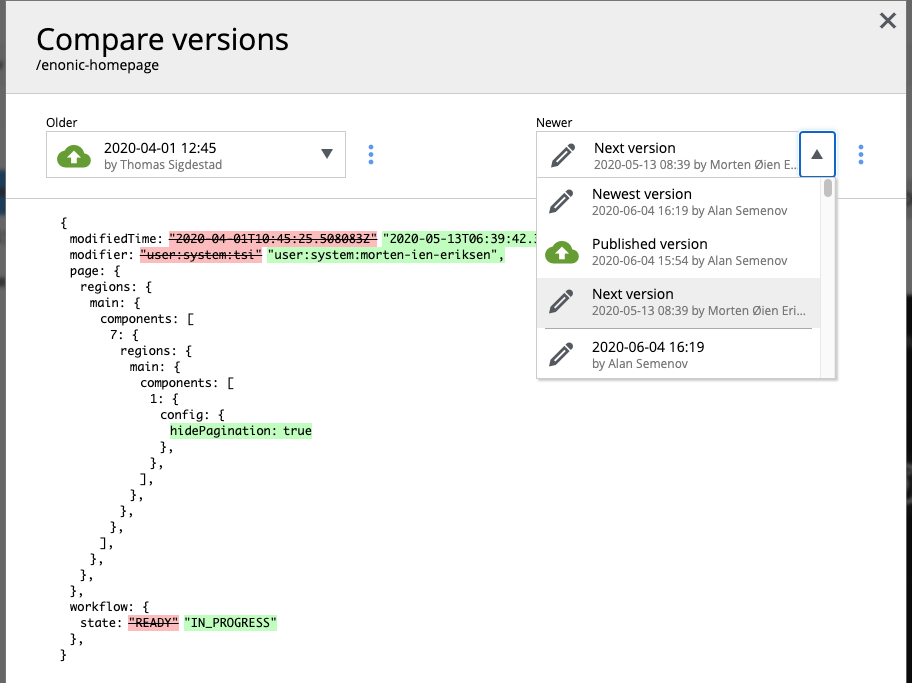 Compare versions
/enonic-homepage
Older
2020-04-01 12:45
by Thomas Sigdestad
Newer
Next version
2020-05-13 08:39 by Morten Øien E...
Newest version
2020-06-04 16:19 by Alan Semenov
Published version
2020-06-04 15:54 by Alan Semenov
Next version
2020-05-13 08:39 by Morten Øien Eri...
2020-06-04 16:19
by Alan Semenov
{
modifiedTime: "2020-04-01T10:45:25.508083Z" "2020-05-13T06:39:42.
modifier: "user:system:tsi" "user:system:morten-ien-eriksen",
page: {
regions: {
main: {
components: [
7: {
regions: {
main: {
components: [
1: {
config: {
hidePagination: true
},
},
],
},
},
},
],
},
},
},
workflow: {
state: "READY" "IN_PROGRESS"
},
}